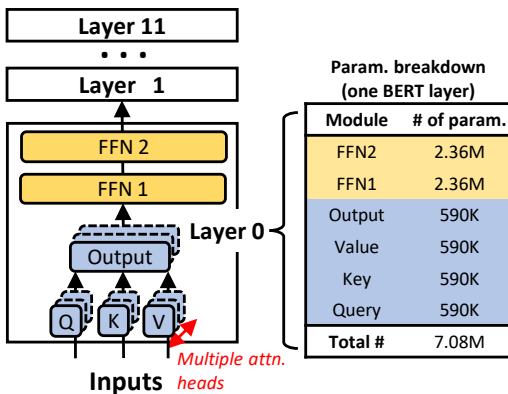 Layer 11
. . .
Layer 1
FFN 2
FFN 1
Layer 0
Output
Q K V
Multiple attn.
heads
Inputs
Param. breakdown
(one BERT layer)
Module # of param.
FFN2 2.36M
FFN1 2.36M
Output 590K
Value 590K
Key 590K
Query 590K
Total # 7.08M